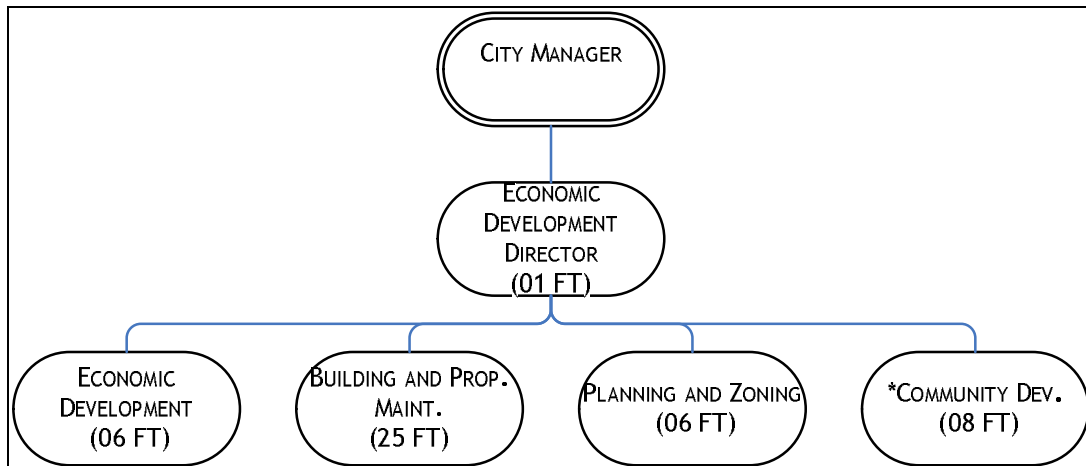 CITY MANAGER
ECONOMIC
DEVELOPMENT
DIRECTOR
(01 FT)
ECONOMIC
DEVELOPMENT
(06 FT)
BUILDING AND PROP.
MAINT.
(25 FT)
PLANNING AND ZONING
(06 FT)
*COMMUNITY DEV.
(08 FT)